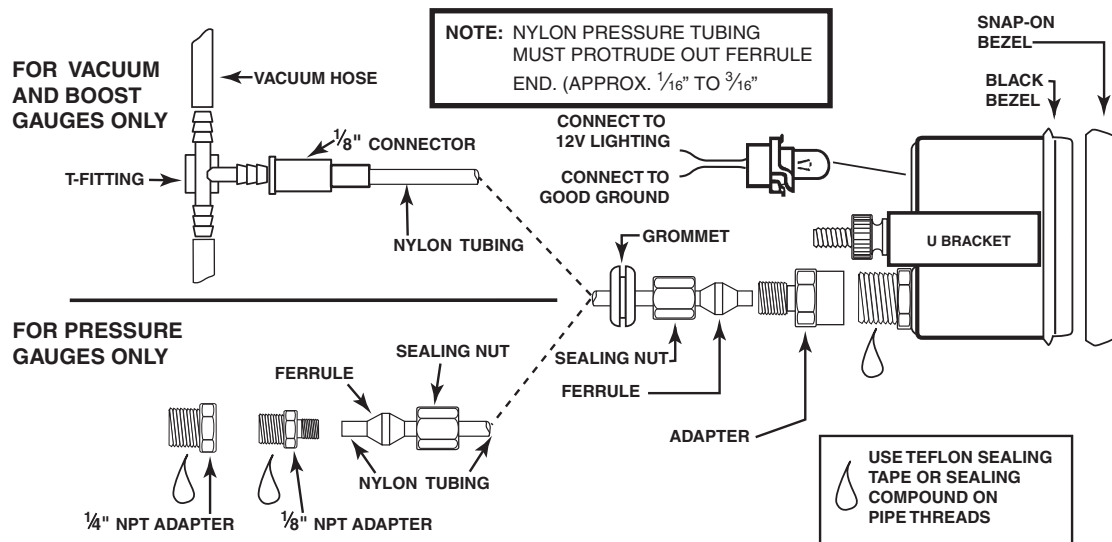 FOR VACUUM
AND BOOST
GAUGES ONLY
VACUUM HOSE
1/8" CONNECTOR
T-FITTING
NYLON TUBING
NOTE: NYLON PRESSURE TUBING
MUST PROTRUDE OUT FERRULE
END. (APPROX. 1/16" TO 3/16"
SNAP-ON
BEZEL
BLACK
BEZEL
CONNECT TO
12V LIGHTING
CONNECT TO
GOOD GROUND
GROMMET
U BRACKET
SEALING NUT
FERRULE
ADAPTER
FOR PRESSURE
GAUGES ONLY
SEALING NUT
FERRULE
NYLON TUBING
1/4" NPT ADAPTER
1/8" NPT ADAPTER
USE TEFLON SEALING
TAPE OR SEALING
COMPOUND ON
PIPE THREADS